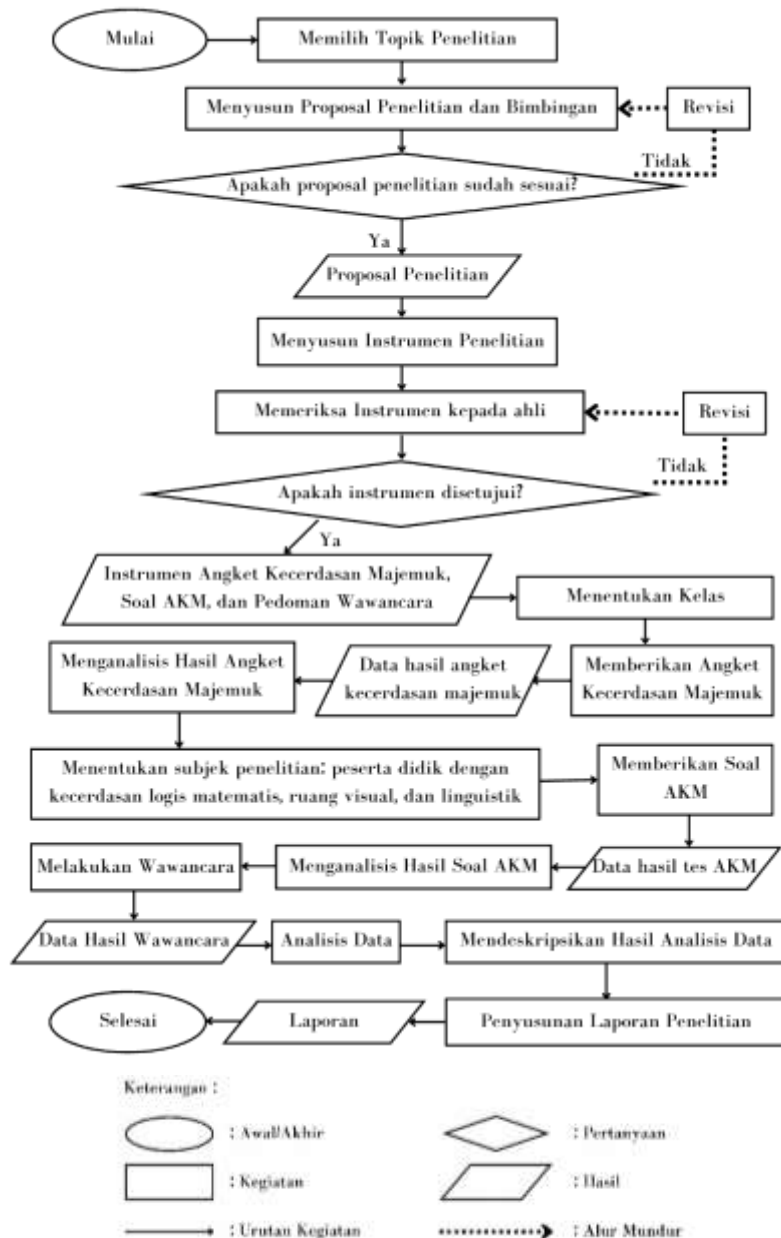 Mulai
Memilih Topik Penelitian
Menyusun Proposal Penelitian dan Bimbingan
Revisi
Tidak
Apakah proposal penelitian sudah sesuai?
Ya
Proposal Penelitian
Menyusun Instrumen Penelitian
Memeriksa Instrumen kepada ahli
Revisi
Tidak
Apakah instrumen disetujui?
Ya
Instrumen Angket Kecerdasan Majemuk,
Soal AKM, dan Pedoman Wawancara
Menentukan Kelas
Memberikan Angket
Kecerdasan Majemuk
Data hasil angket
kecerdasan majemuk
Menganalisis Hasil Angket
Kecerdasan Majemuk
Menentukan subjek penelitian: peserta didik dengan
kecerdasan logis matematis, ruang visual, dan linguistik
Memberikan Soal
AKM
Data hasil tes AKM
Menganalisis Hasil Soal AKM
Melakukan Wawancara
Data Hasil Wawancara
Analisis Data
Mendeskripsikan Hasil Analisis Data
Penyusunan Laporan Penelitian
Laporan
Selesai
Keterangan :
: Awal/Akhir
: Pertanyaan
: Kegiatan
: Hasil
: Urutan Kegiatan
: Alur Mundur